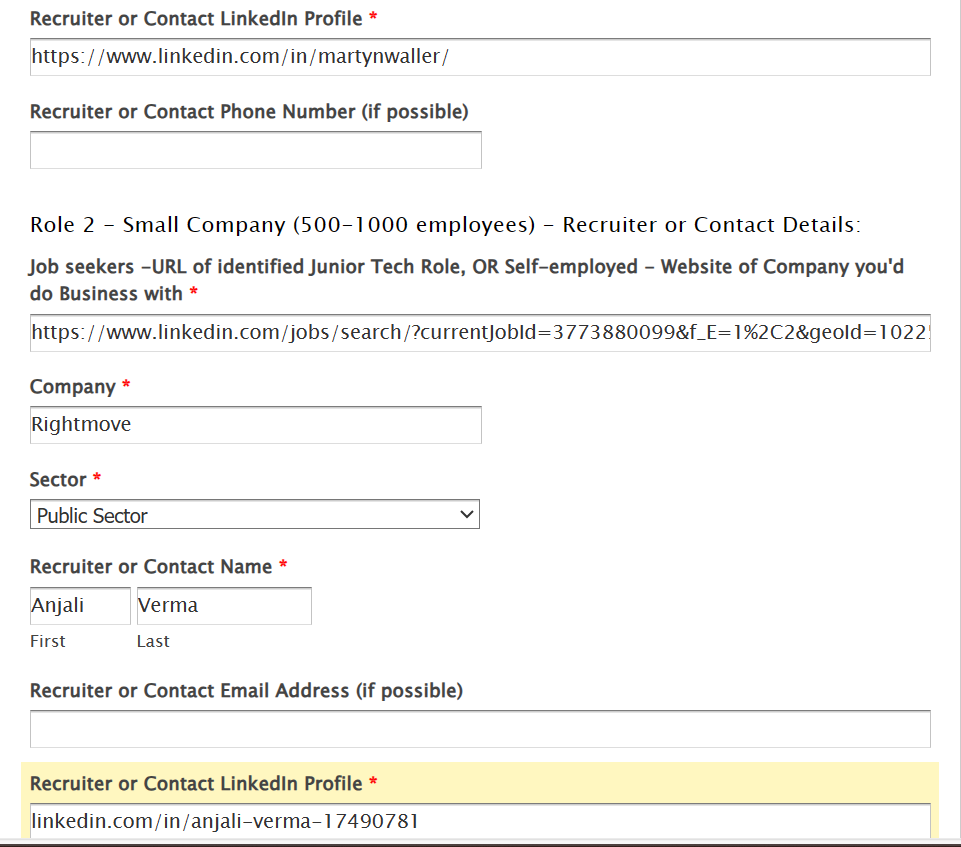 Recruiter or Contact LinkedIn Profile *
https://www.linkedin.com/in/martynwaller/
Recruiter or Contact Phone Number (if possible)
Role 2 - Small Company (500-1000 employees) - Recruiter or Contact Details:
Job seekers -URL of identified Junior Tech Role, OR Self-employed - Website of Company you'd
do Business with *
https://www.linkedin.com/jobs/search/?currentJobId=3773880099&f_E=1%2C2&geoId=1022
Company *
Rightmove
Sector *
Public Sector
Recruiter or Contact Name *
Anjali Verma
First Last
Recruiter or Contact Email Address (if possible)
Recruiter or Contact LinkedIn Profile *
linkedin.com/in/anjali-verma-17490781